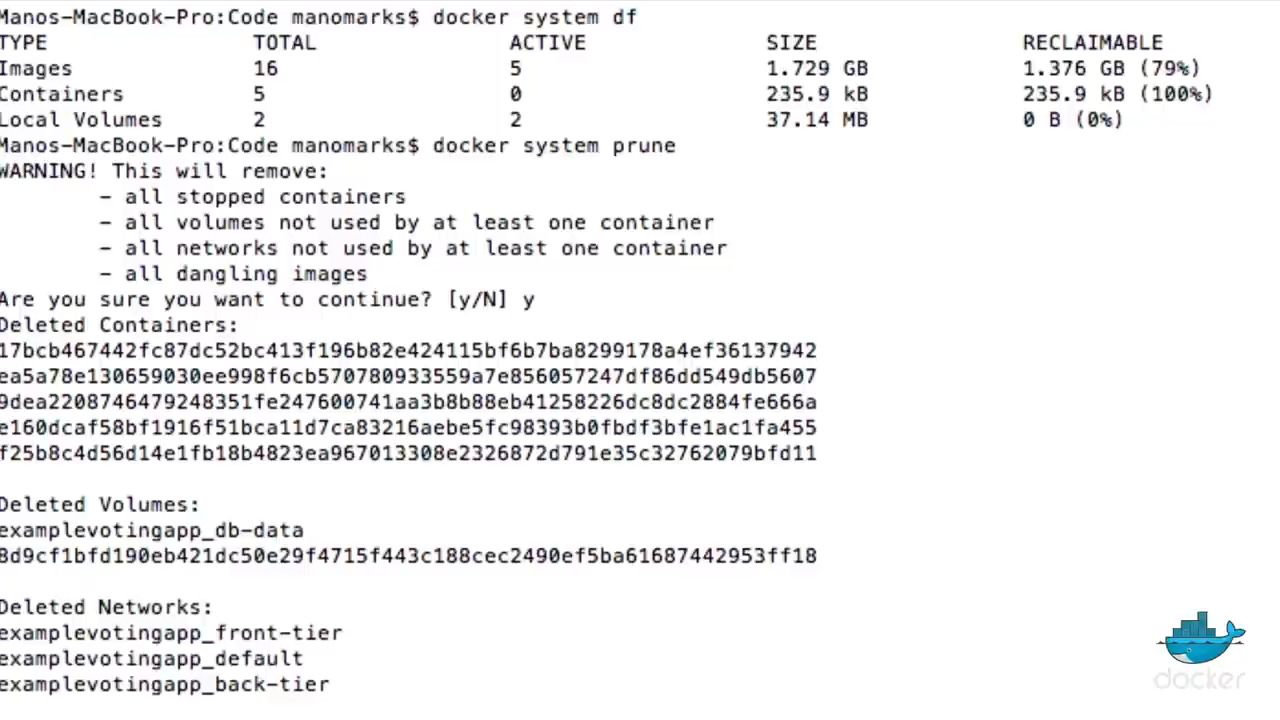 Manos-MacBook-Pro:Code manomarks$ docker system df
TYPE TOTAL ACTIVE SIZE RECLAIMABLE
Images 16 5 1.729 GB 1.376 GB (79%)
Containers 5 0 235.9 kB 235.9 kB (100%)
Local Volumes 2 2 37.14 MB 0 B (0%)
Manos-MacBook-Pro:Code manomarks$ docker system prune
WARNING! This will remove:
- all stopped containers
- all volumes not used by at least one container
- all networks not used by at least one container
- all dangling images
Are you sure you want to continue? [y/N] y
Deleted Containers:
17bcb467442fc87dc52bc413f196b82e424115bf6b7ba8299178a4ef36137942
ea5a78e130659030ee998f6cb570780933559a7e856057247df86dd549db5607
9dea2208746479248351fe247600741aa3b8b88eb41258226dc8dc2884fe666a
e160dcaf58bf1916f51bca11d7ca83216aebe5fc98393b0fbdf3bfe1ac1fa455
f25b8c4d56d14e1fb18b4823ea967013308e2326872d791e35c32762079bfd11
Deleted Volumes:
examplevotingapp_db-data
8d9cf1bfd190eb421dc50e29f4715f443c188cec2490ef5ba61687442953ff18
Deleted Networks:
examplevotingapp_front-tier
examplevotingapp_default
examplevotingapp_back-tier
docker